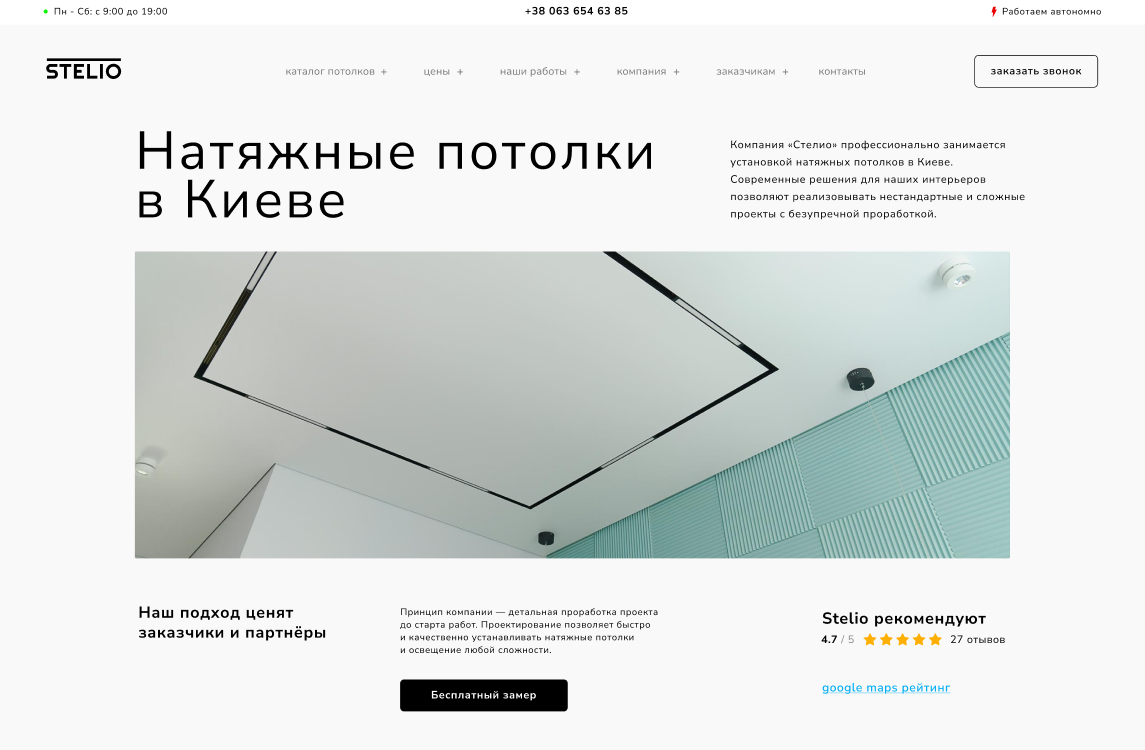 Пн - Сб: с 9:00 до 19:00
+38 063 654 63 85
Работаем автономно
STELIO
каталог потолков +
цены +
наши работы +
компания +
заказчикам +
контакты
заказать звонок
Натяжные потолки
в Киеве
Компания «Стелио» профессионально занимается
установкой натяжных потолков в Киеве.
Современные решения для наших интерьеров
позволяют реализовывать нестандартные и сложные
проекты с безупречной проработкой.
Наш подход ценят
заказчики и партнёры
Принцип компании — детальная проработка проекта
до старта работ. Проектирование позволяет быстро
и качественно устанавливать натяжные потолки
и освещение любой сложности.
Бесплатный замер
Stelio рекомендуют
4.7 / 5
27 отывов
google maps рейтинг